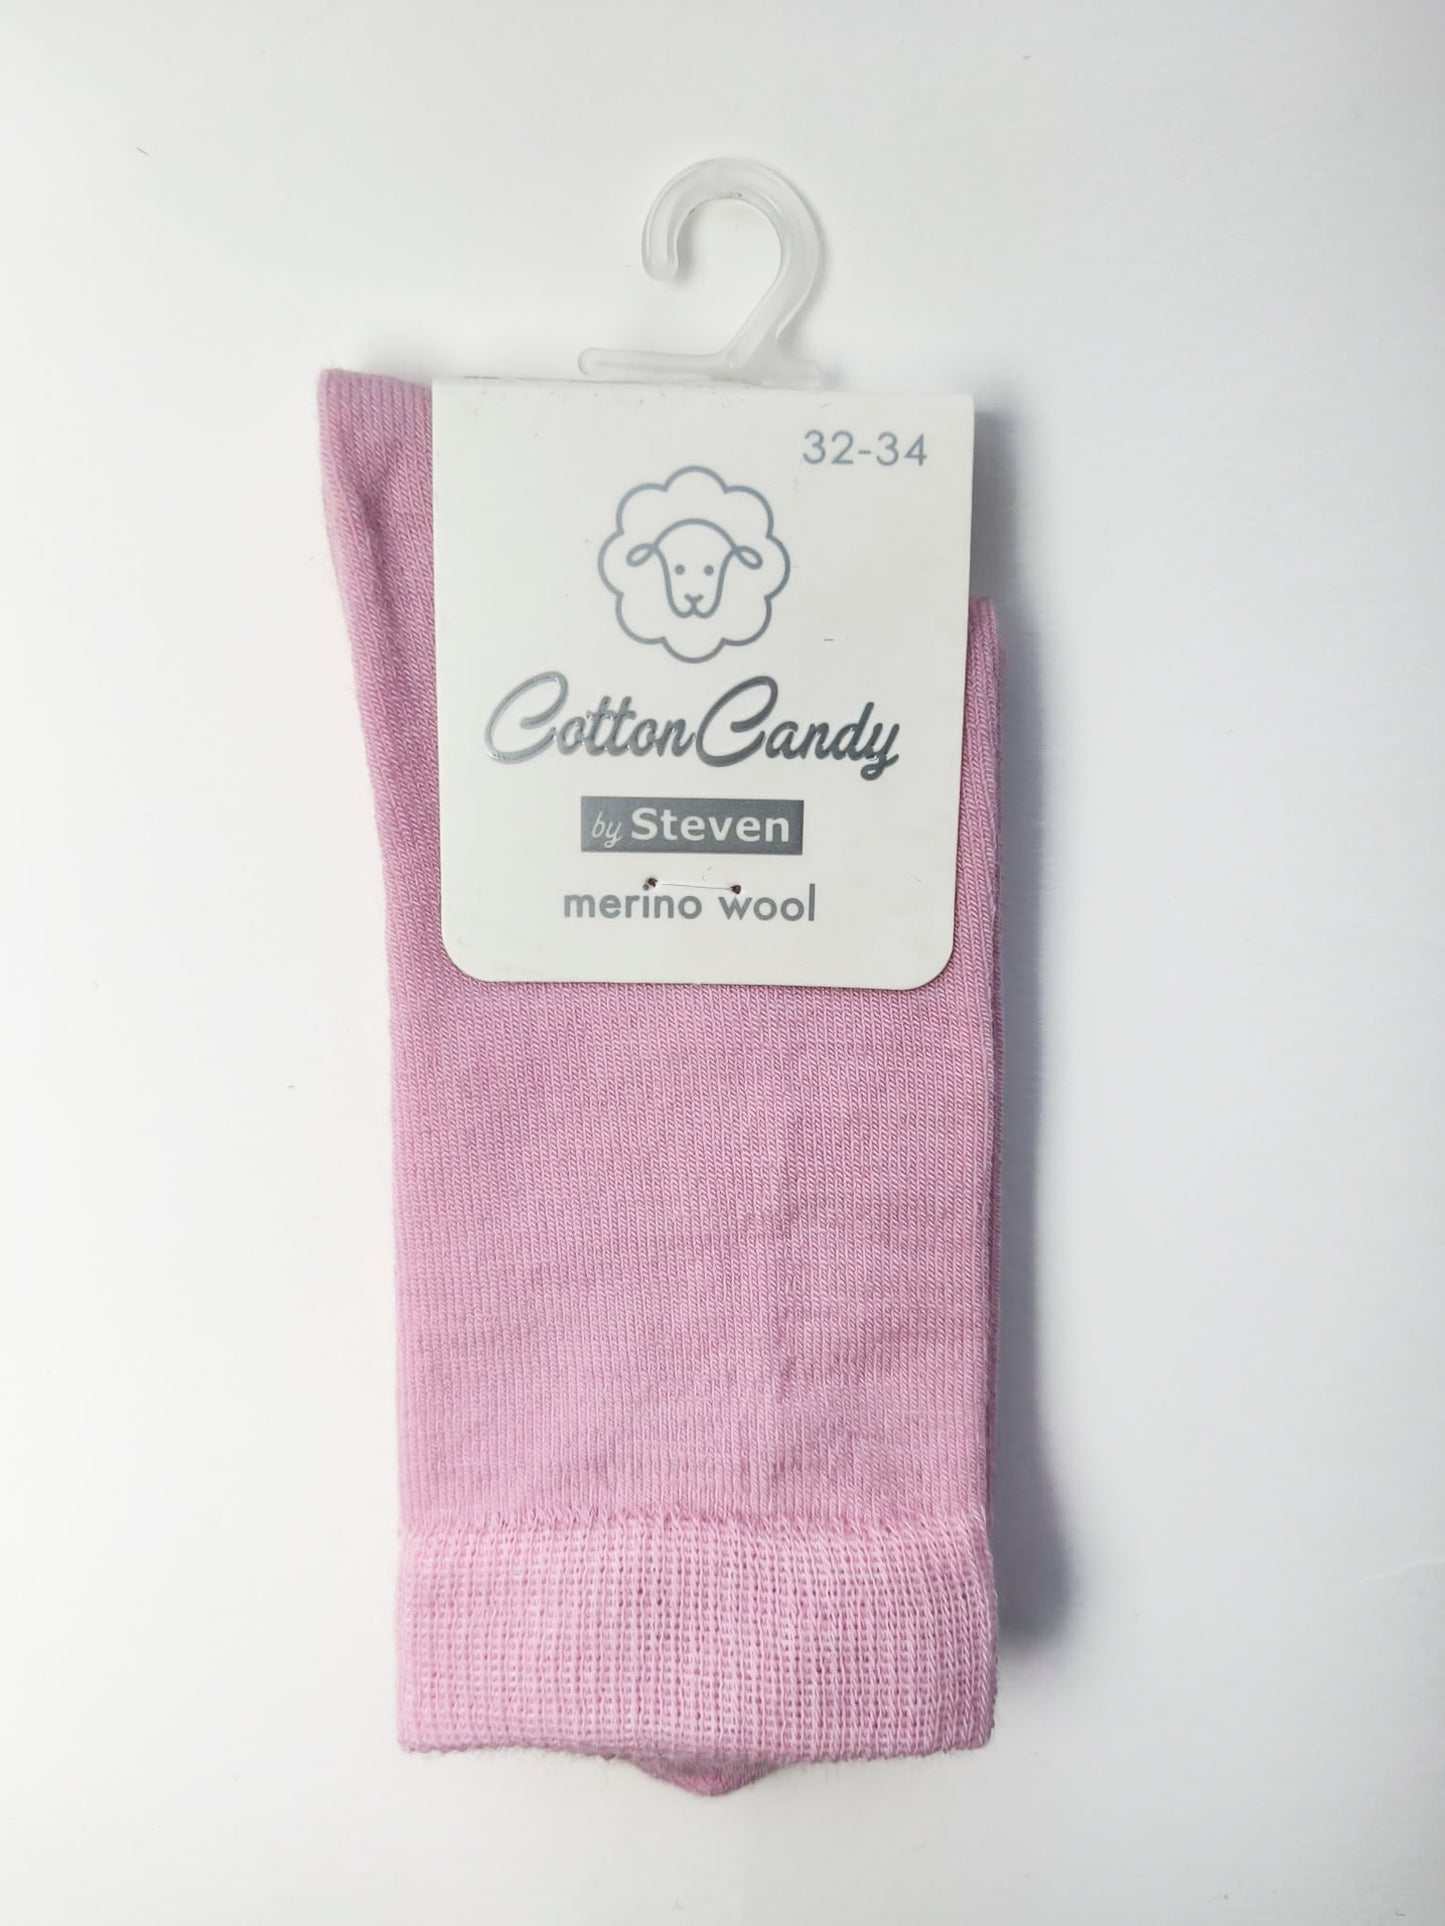 32-34
Cotton Candy
by Steven
merino wool